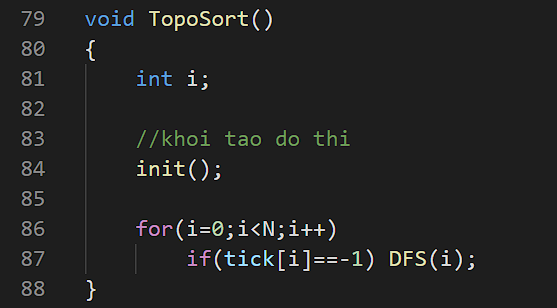 79 void TopoSort()
80 {
81     int i;
82
83     //khoi tao do thi
84     init();
85
86     for(i=0;i<N;i++)
87         if(tick[i]==-1) DFS(i);
88 }